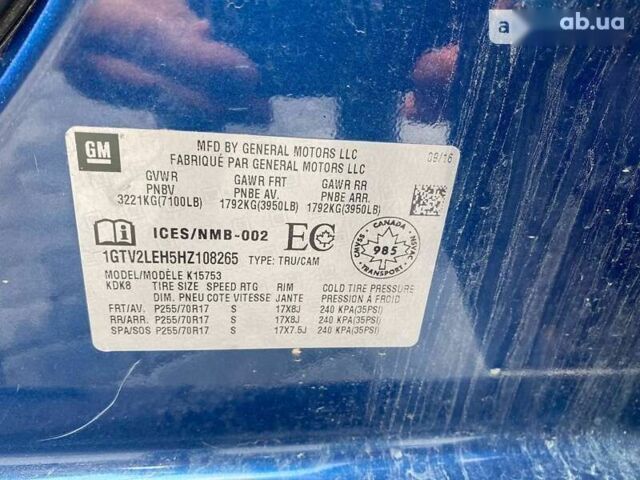 ab.ua
GM
MFD BY GENERAL MOTORS LLC
FABRIQUÉ PAR GENERAL MOTORS LLC
09/16
GVWR GAWR FRT GAWR RR
PNBV PNBE AV. PNBE ARR.
3221KG(7100LB) 1792KG(3950LB) 1792KG(3950LB)
ICES/NMB-002 EC
CANADA
CMVSS 985 NSVAC
TRANSPORT
1GTV2LEH5HZ108265 TYPE: TRU/CAM
MODEL/MODÈLE K15753
KDK8 TIRE SIZE SPEED RTG RIM COLD TIRE PRESSURE
DIM. PNEU COTE VITESSE JANTE PRESSION À FROID
FRT/AV. P255/70R17 S 17X8J 240 KPA(35PSI)
RR/ARR. P255/70R17 S 17X8J 240 KPA(35PSI)
SPA/SOS P255/70R17 S 17X7.5J 240 KPA(35PSI)